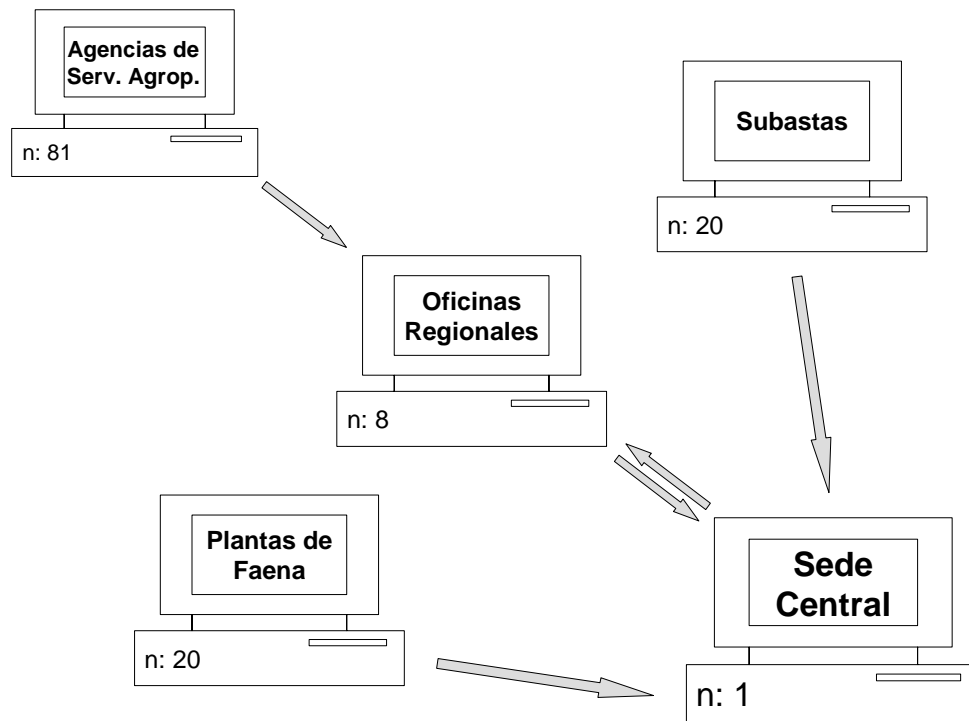 Agencias de
Serv. Agrop.
n: 81
Subastas
n: 20
Oficinas
Regionales
n: 8
Plantas de
Faena
n: 20
Sede
Central
n: 1